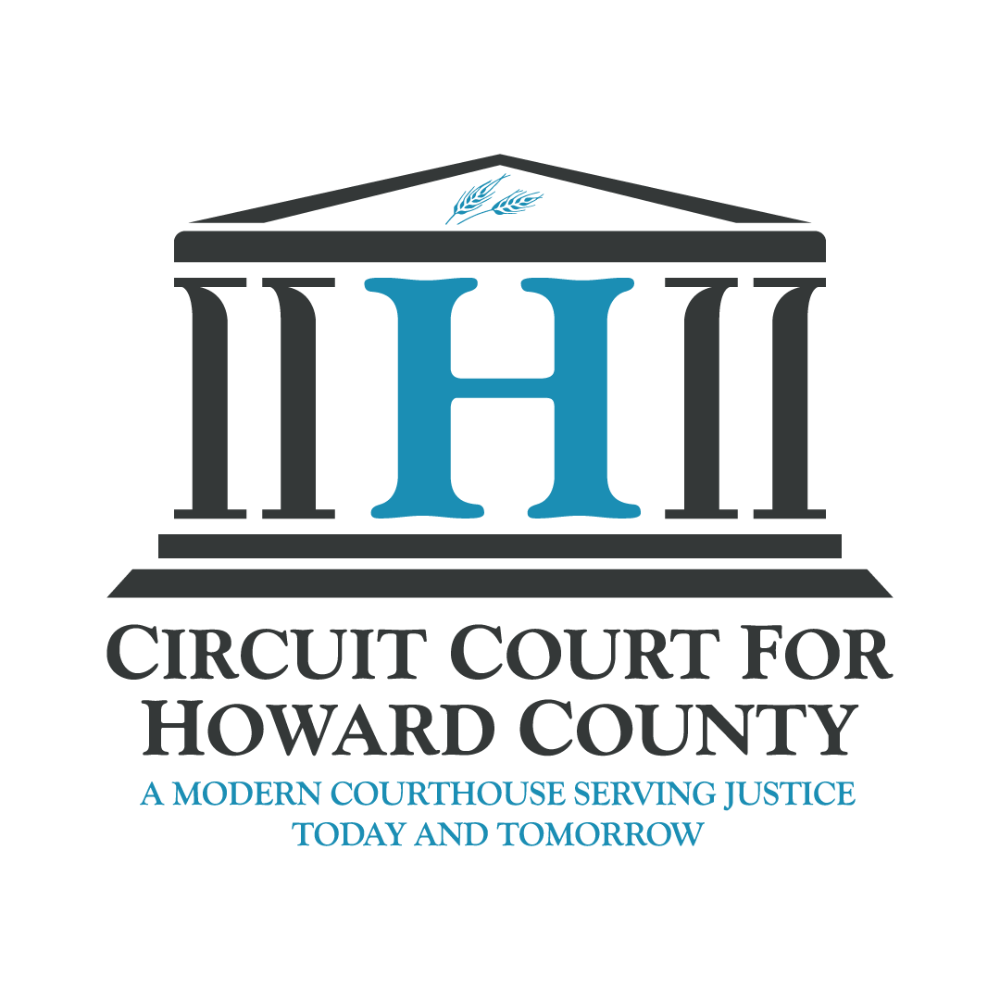 H
CIRCUIT COURT FOR
HOWARD COUNTY
A MODERN COURTHOUSE SERVING JUSTICE
TODAY AND TOMORROW